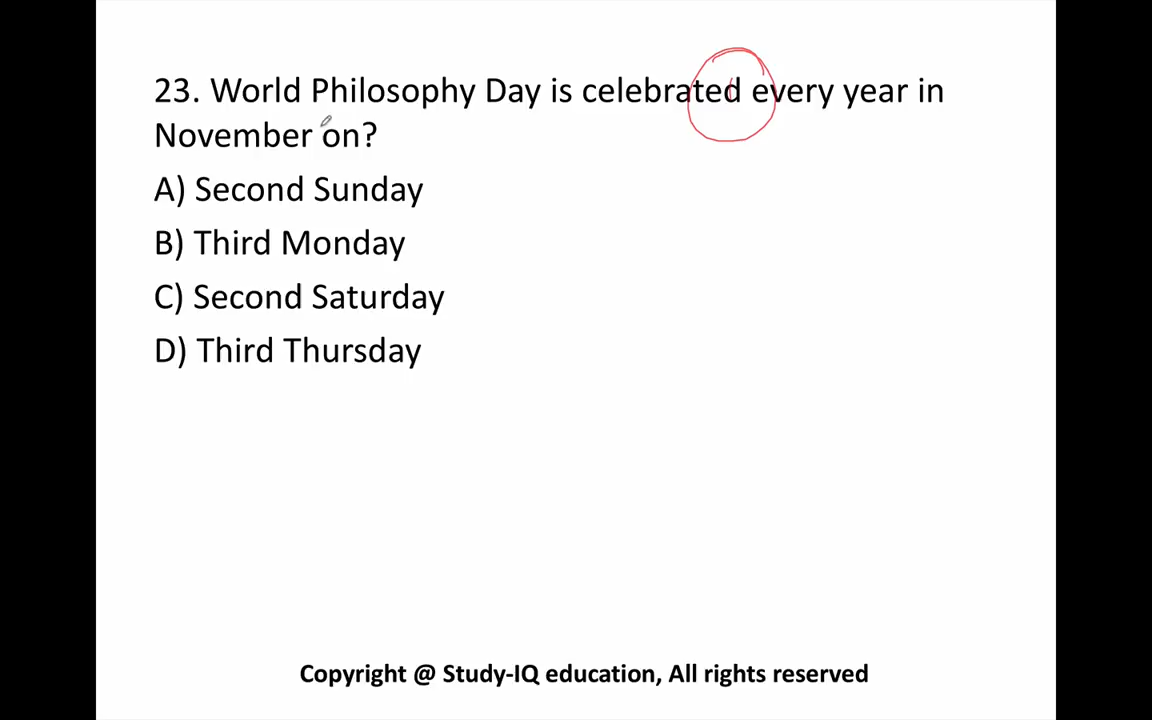 23. World Philosophy Day is celebrated every year in
November on?
A) Second Sunday
B) Third Monday
C) Second Saturday
D) Third Thursday
Copyright @ Study-IQ education, All rights reserved